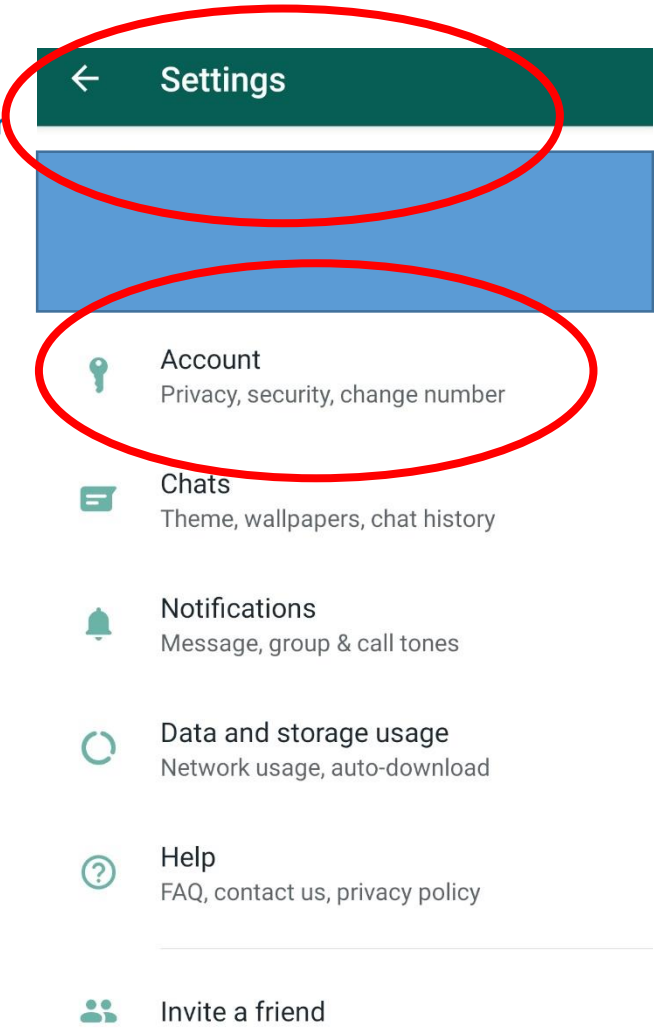 Settings
Account
Privacy, security, change number
Chats
Theme, wallpapers, chat history
Notifications
Message, group & call tones
Data and storage usage
Network usage, auto-download
Help
FAQ, contact us, privacy policy
Invite a friend